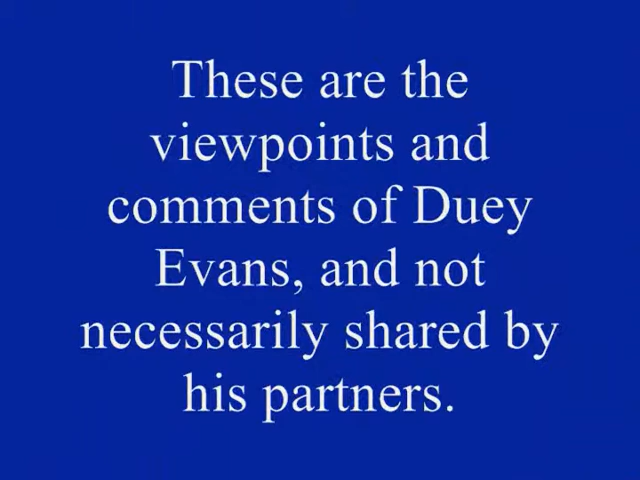 These are the
viewpoints and
comments of Duey
Evans, and not
necessarily shared by
his partners.